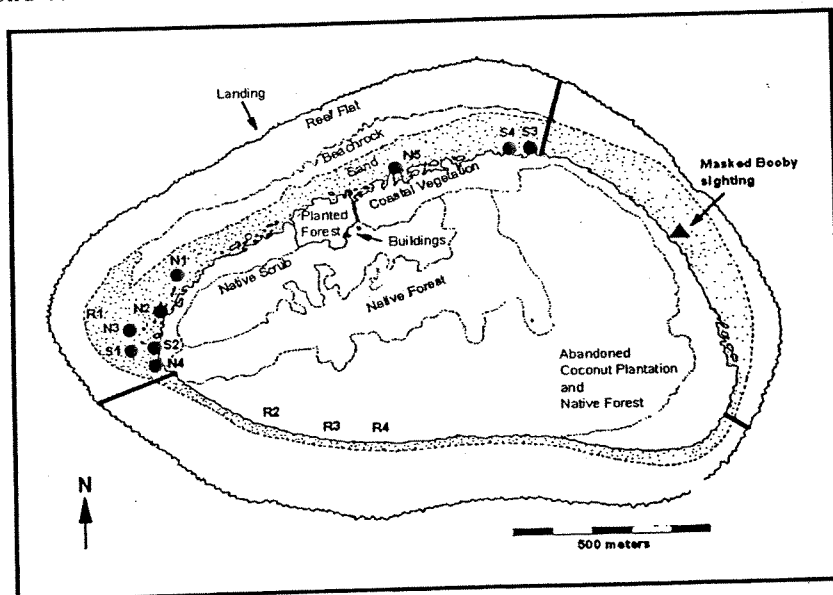 Landing
Reef Flat
Beachrock
Sand
S4 S3
N5
Coastal Vegetation
Masked Booby
sighting
Planted
Forest
Buildings
N1
Native Scrub
Native Forest
R1
N2
N3
S1
S2
N4
Abandoned
Coconut Plantation
and
Native Forest
R2
R3
R4
N
500 meters